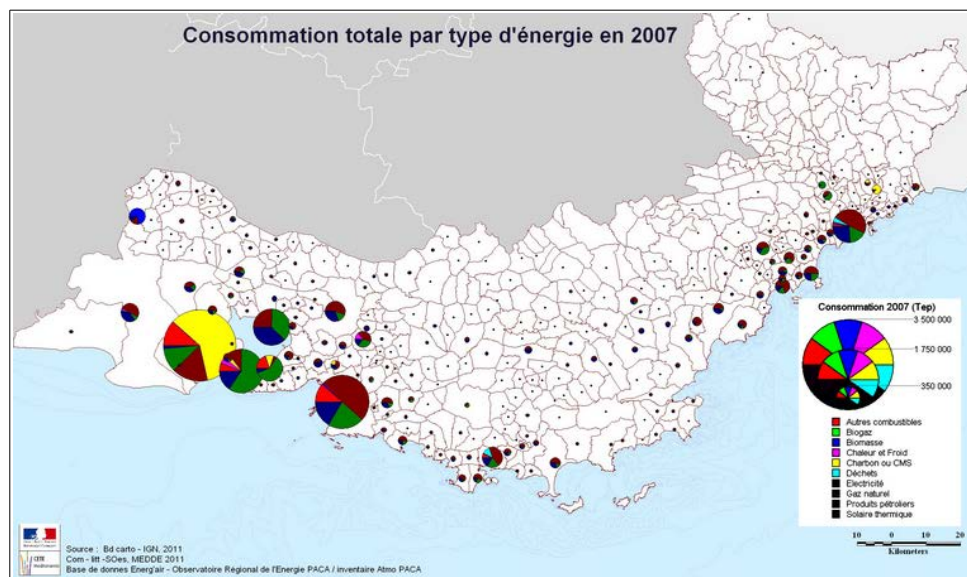 Consommation totale par type d'énergie en 2007
Consommation 2007 (Tep)
3 500 000
1 750 000
350 000
Autres combustibles
Biogaz
Biomasse
Chaleur et Froid
Charbon ou CMS
Déchets
Electricité
Gaz naturel
Produits pétroliers
Solaire thermique
10 0 10 20
Kilometers
Source : Bd carto - IGN, 2011
Com - litt -SOes, MEDDE 2011
Base de donnes Energ'air - Observatoire Régional de l'Energie PACA / inventaire Atmo PACA